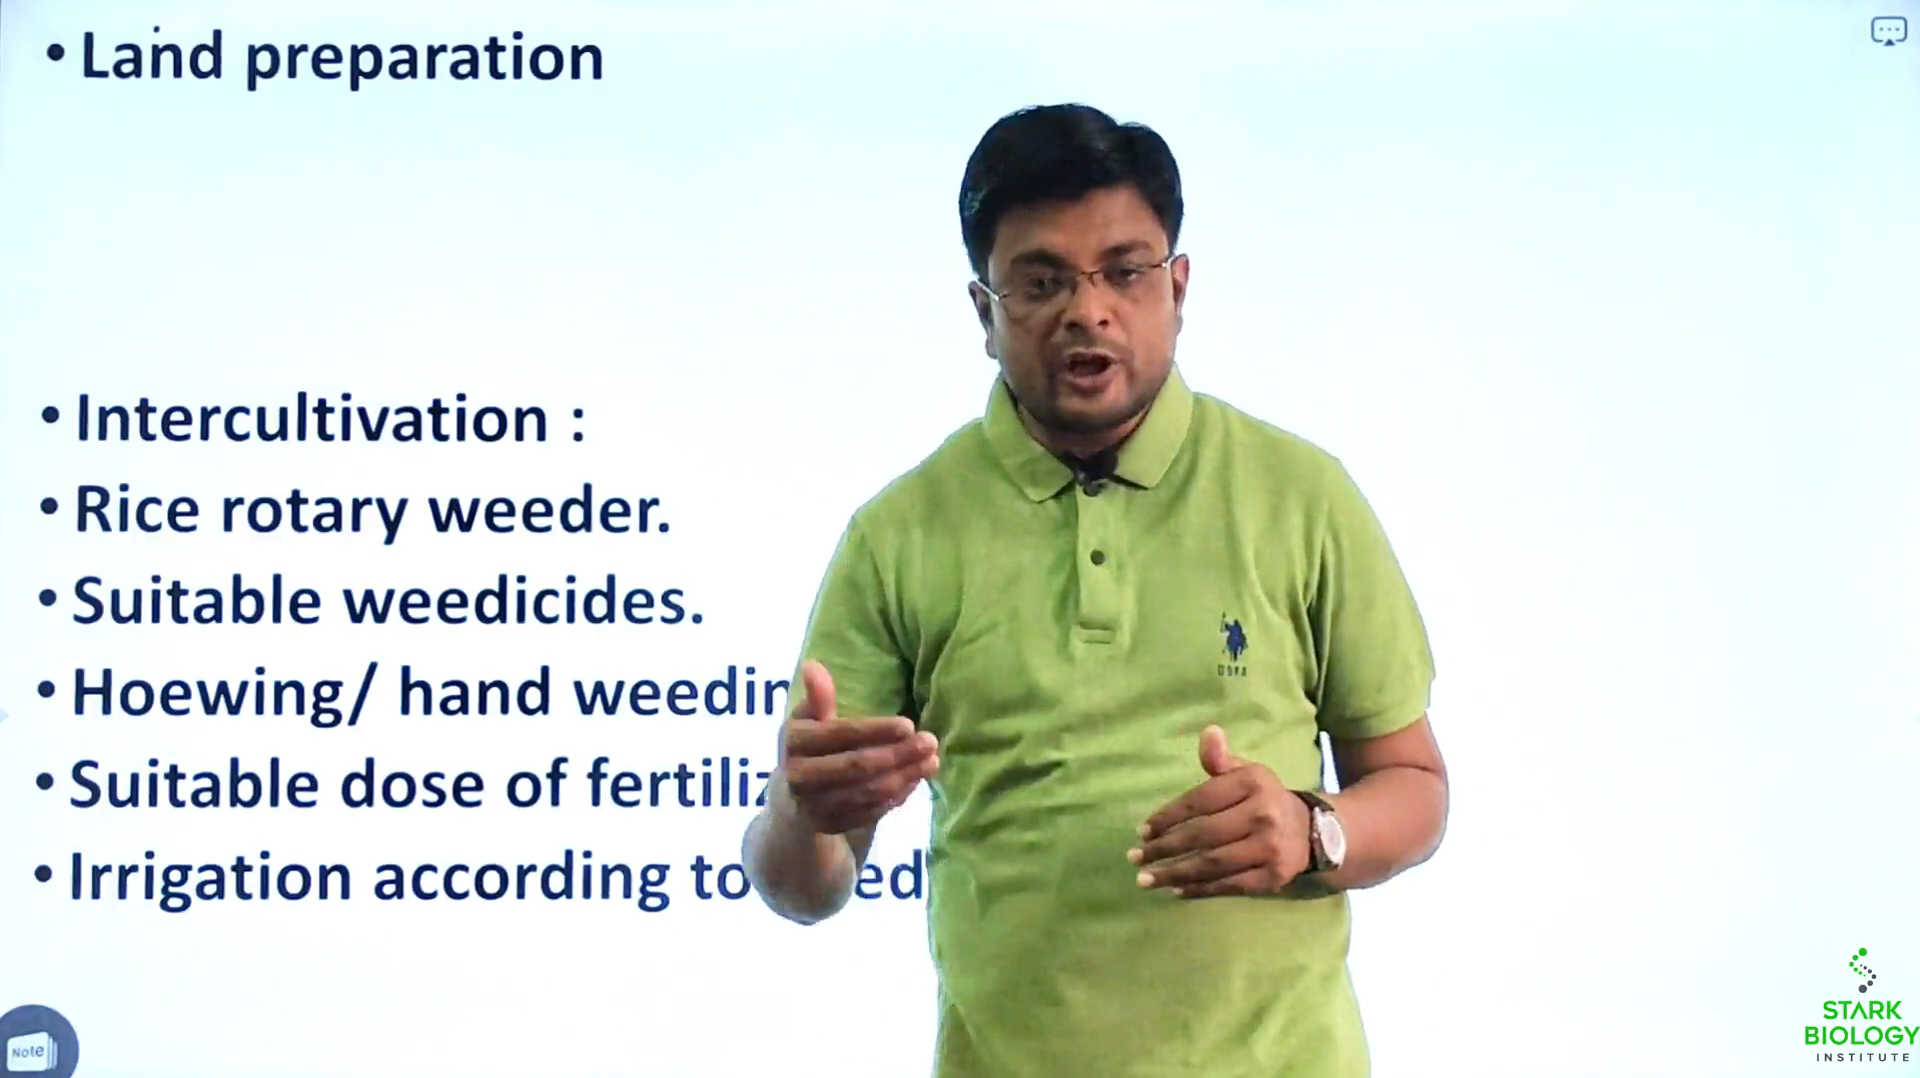 • Land preparation
• Intercultivation :
• Rice rotary weeder.
• Suitable weedicides.
• Hoewing/ hand
• Suitable dose of
• Irrigation according to
Note
STARK
BIOLOGY
INSTITUTE